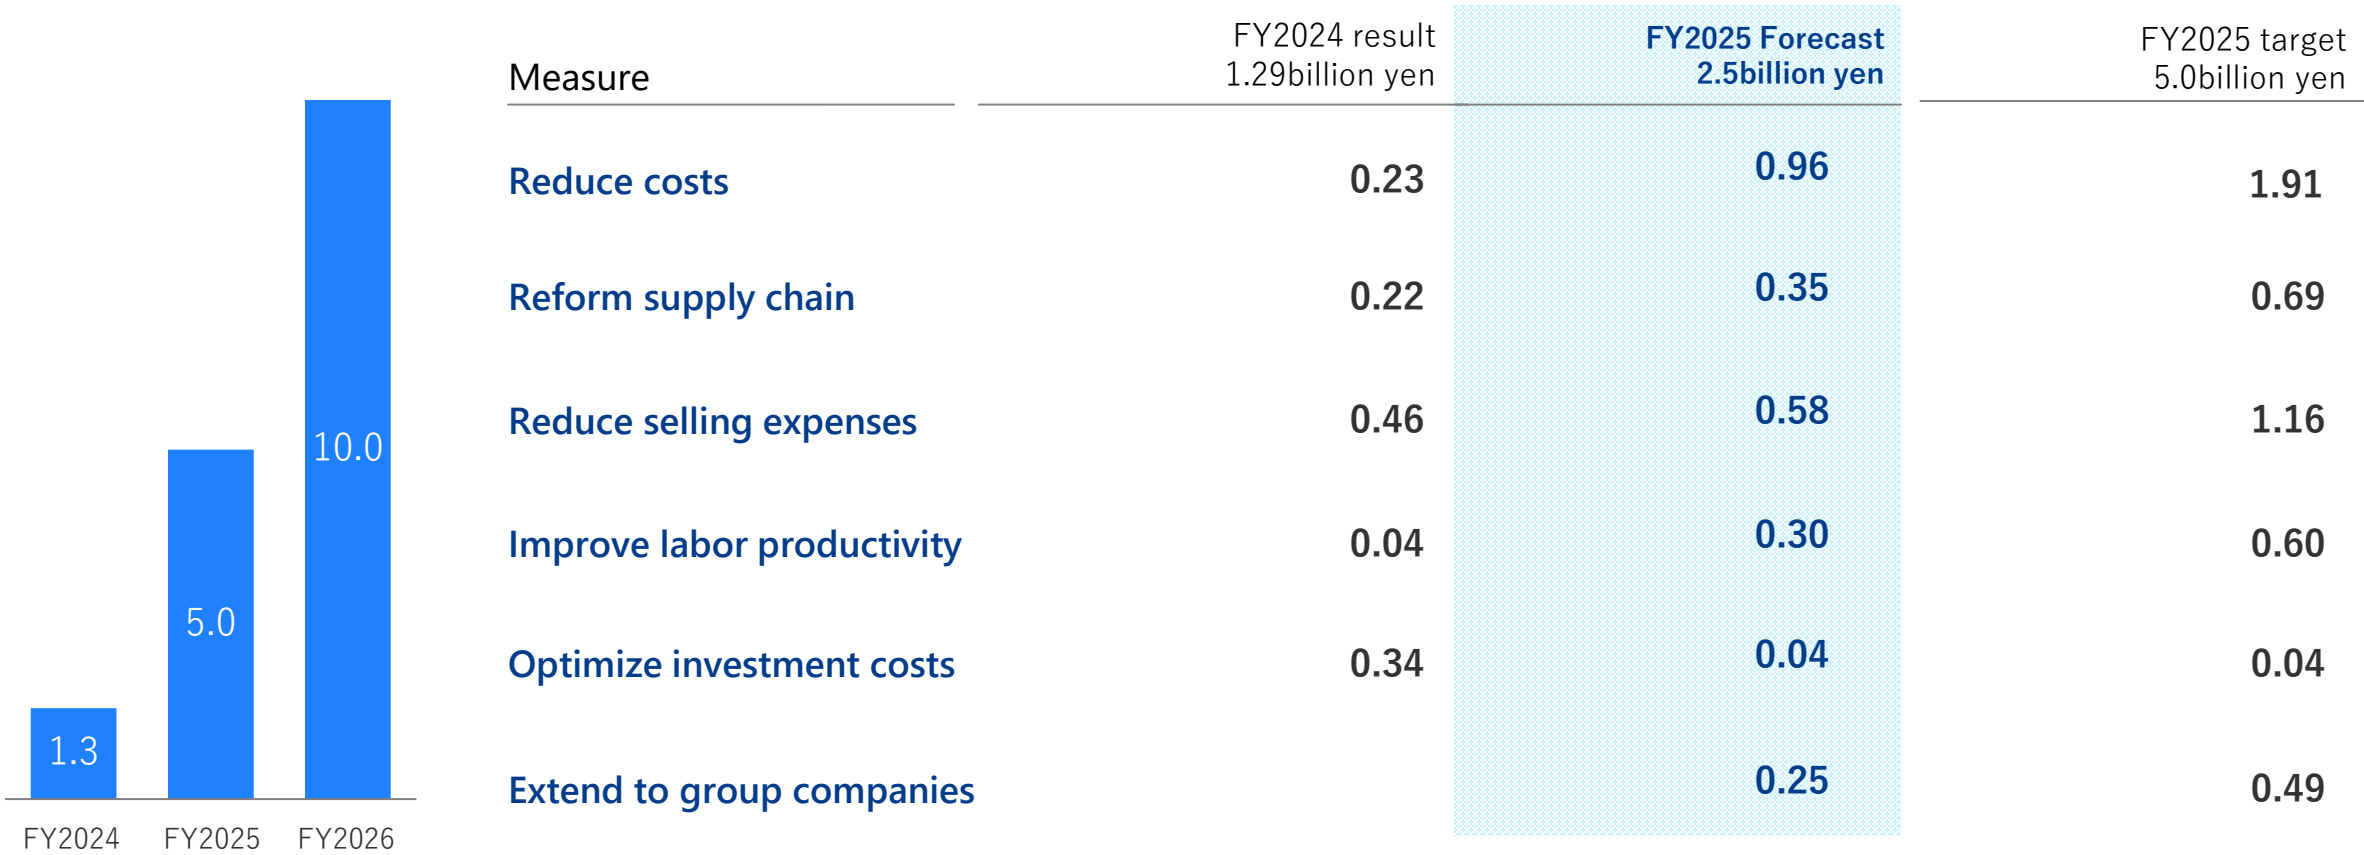 10.0
5.0
1.3
FY2024 FY2025 FY2026
Measure
FY2024 result
1.29billion yen
FY2025 Forecast
2.5billion yen
FY2025 target
5.0billion yen
Reduce costs 0.23 0.96 1.91
Reform supply chain 0.22 0.35 0.69
Reduce selling expenses 0.46 0.58 1.16
Improve labor productivity 0.04 0.30 0.60
Optimize investment costs 0.34 0.04 0.04
Extend to group companies 0.25 0.49